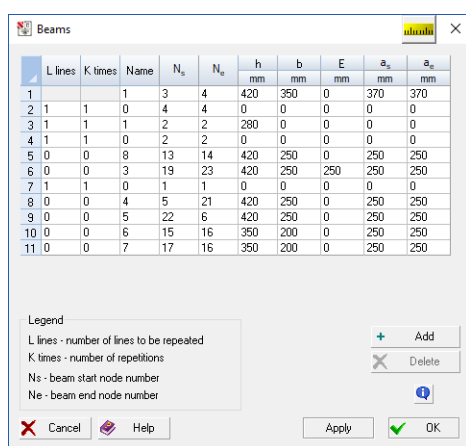 Beams
L lines K times Name Ns Ne h b E as ae
mm mm mm mm mm
1 1 3 4 420 350 0 370 370
2 1 1 0 4 4 0 0 0 0 0
3 1 1 1 2 2 280 0 0 0 0
4 1 1 0 2 2 0 0 0 0 0
5 0 0 8 13 14 420 250 0 250 250
6 0 0 3 19 23 420 250 250 250 250
7 1 1 0 1 1 0 0 0 0 0
8 0 0 4 5 21 420 250 0 250 250
9 0 0 5 22 6 420 250 0 250 250
10 0 0 6 15 16 350 200 0 250 250
11 0 0 7 17 16 350 200 0 250 250
Legend
L lines - number of lines to be repeated
K times - number of repetitions
Ns - beam start node number
Ne - beam end node number
Add
Delete
Cancel Help Apply OK